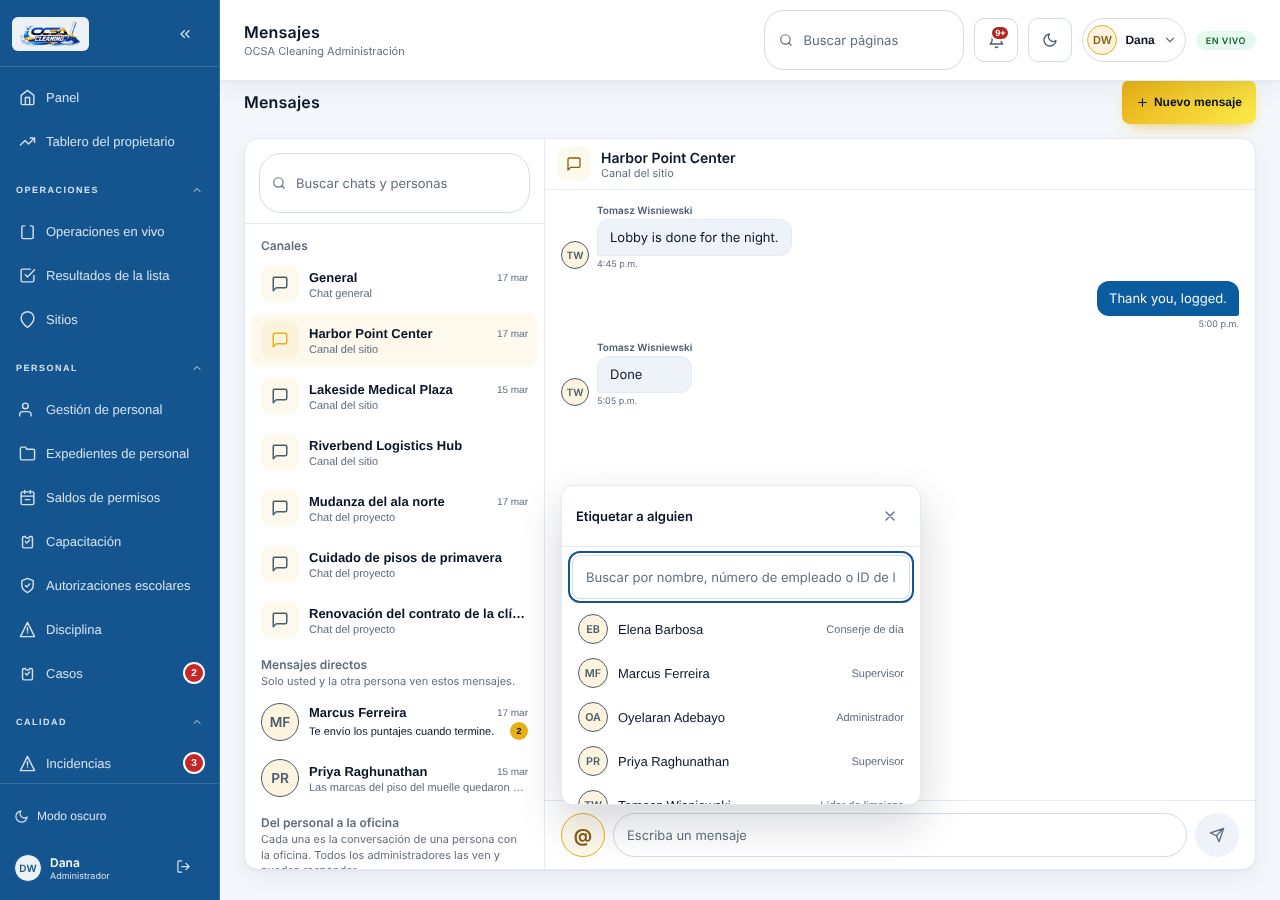 OCSA
CLEANING
Panel
Tablero del propietario
OPERACIONES
Operaciones en vivo
Resultados de la lista
Sitios
PERSONAL
Gestión de personal
Expedientes de personal
Saldos de permisos
Capacitación
Autorizaciones escolares
Disciplina
Casos
2
CALIDAD
Incidencias
3
Modo oscuro
DW
Dana
Administrador
Mensajes
OCSA Cleaning Administración
Buscar páginas
9+
DW
Dana
EN VIVO
Mensajes
Nuevo mensaje
Buscar chats y personas
Canales
General
17 mar
Chat general
Harbor Point Center
17 mar
Canal del sitio
Lakeside Medical Plaza
15 mar
Canal del sitio
Riverbend Logistics Hub
Canal del sitio
Mudanza del ala norte
17 mar
Chat del proyecto
Cuidado de pisos de primavera
Chat del proyecto
Renovación del contrato de la clí...
Chat del proyecto
Mensajes directos
Solo usted y la otra persona ven estos mensajes.
MF
Marcus Ferreira
17 mar
Te envío los puntajes cuando termine.
2
PR
Priya Raghunathan
15 mar
Las marcas del piso del muelle quedaron ...
Del personal a la oficina
Cada una es la conversación de una persona con
la oficina. Todos los administradores las ven y
pueden responder.
Harbor Point Center
Canal del sitio
Tomasz Wisniewski
TW
Lobby is done for the night.
4:45 p.m.
Thank you, logged.
5:00 p.m.
Tomasz Wisniewski
TW
Done
5:05 p.m.
Etiquetar a alguien
Buscar por nombre, número de empleado o ID de l
EB
Elena Barbosa
Conserje de día
MF
Marcus Ferreira
Supervisor
OA
Oyelaran Adebayo
Administrador
PR
Priya Raghunathan
Supervisor
TW
Tomasz Wisniewski
Líder de limpieza
@
Escriba un mensaje